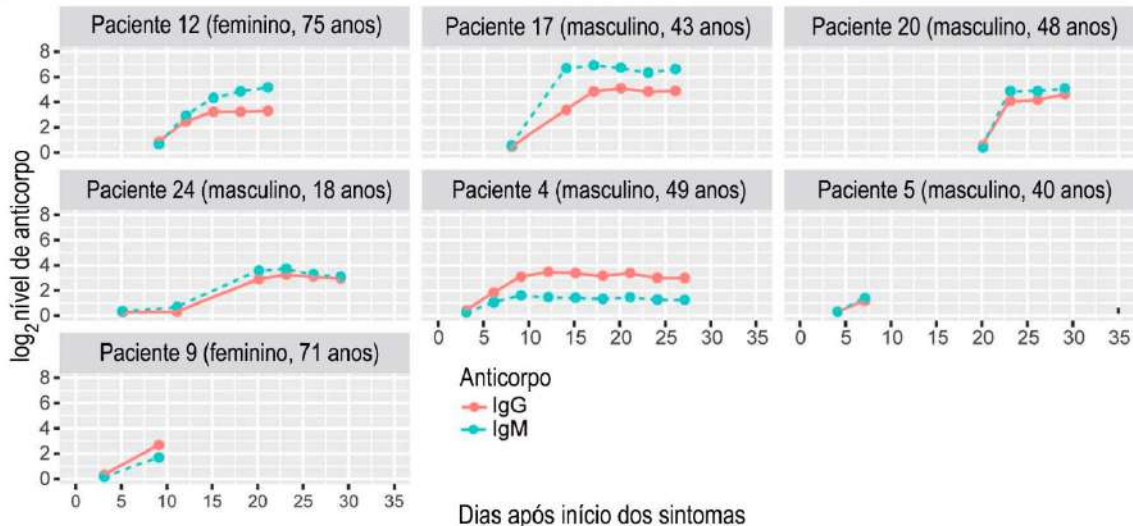 Paciente 12 (feminino, 75 anos)
Paciente 17 (masculino, 43 anos)
Paciente 20 (masculino, 48 anos)
8
6
4
2
0
Paciente 24 (masculino, 18 anos)
Paciente 4 (masculino, 49 anos)
Paciente 5 (masculino, 40 anos)
8
6
4
2
0
0 5 10 15 20 25 30 35
0 5 10 15 20 25 30 35
Paciente 9 (feminino, 71 anos)
8
6
4
2
0
0 5 10 15 20 25 30 35
log₂nível de anticorpo
Anticorpo
IgG
IgM
Dias após início dos sintomas